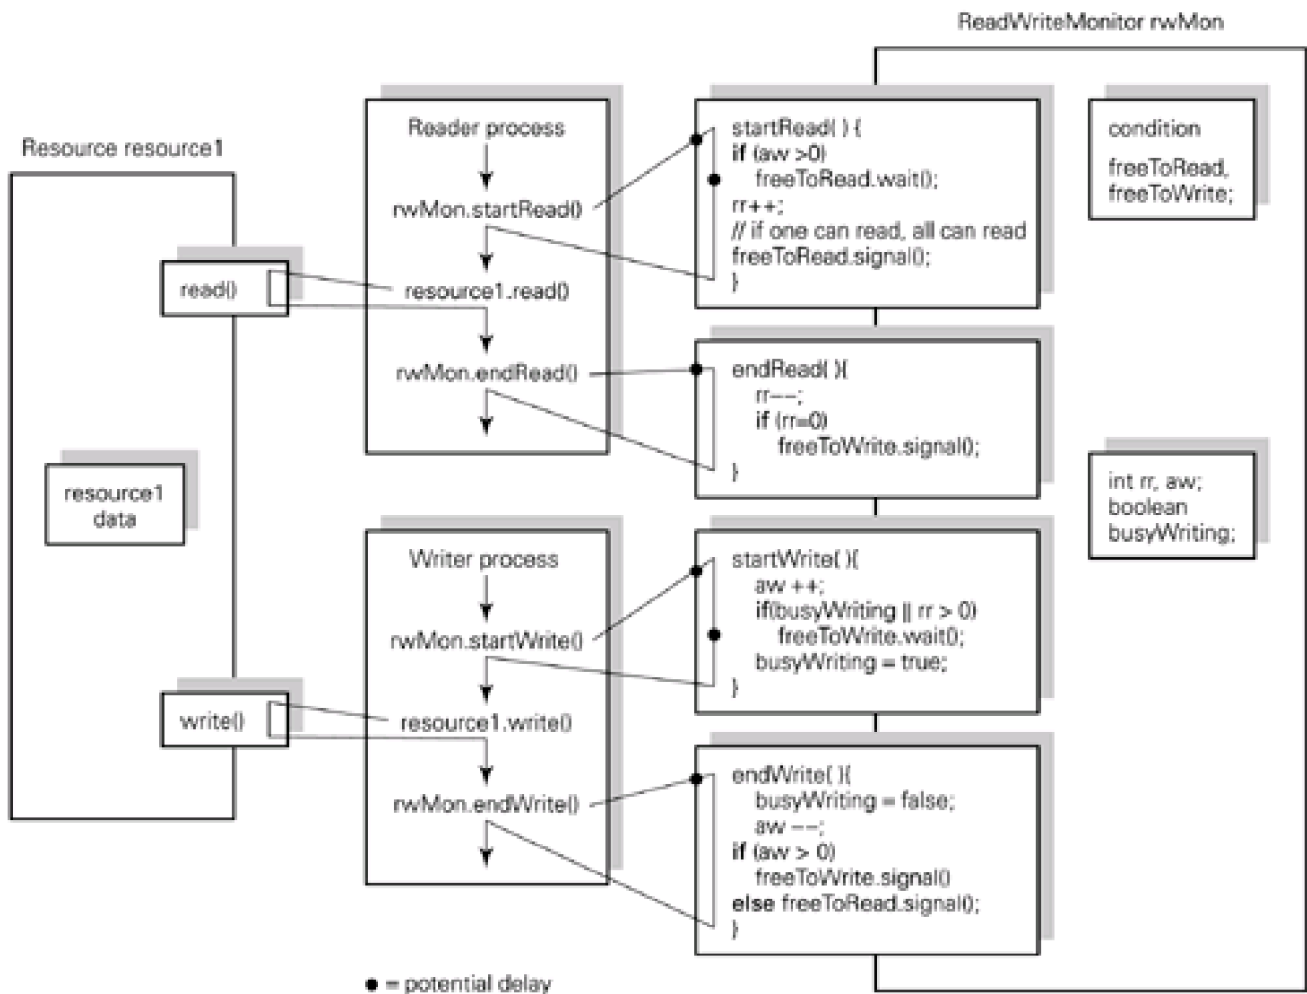 ReadWriteMonitor rwMon
Resource resource1
read()
resource1
data
write()
Reader process
rwMon.startRead()
resource1.read()
rwMon.endRead()
Writer process
rwMon.startWrite()
resource1.write()
rwMon.endWrite()
startRead( ) {
if (aw >0)
freeToRead.wait();
rr++;
// if one can read, all can read
freeToRead.signal();
}
endRead( ){
rr--;
if (rr=0)
freeToWrite.signal();
}
startWrite( ){
aw ++;
if(busyWriting || rr > 0)
freeToWrite.wait();
busyWriting = true;
}
endWrite( ){
busyWriting = false;
aw --;
if (aw > 0)
freeToWrite.signal()
else freeToRead.signal();
}
condition
freeToRead,
freeToWrite;
int rr, aw;
boolean
busyWriting;
● = potential delay